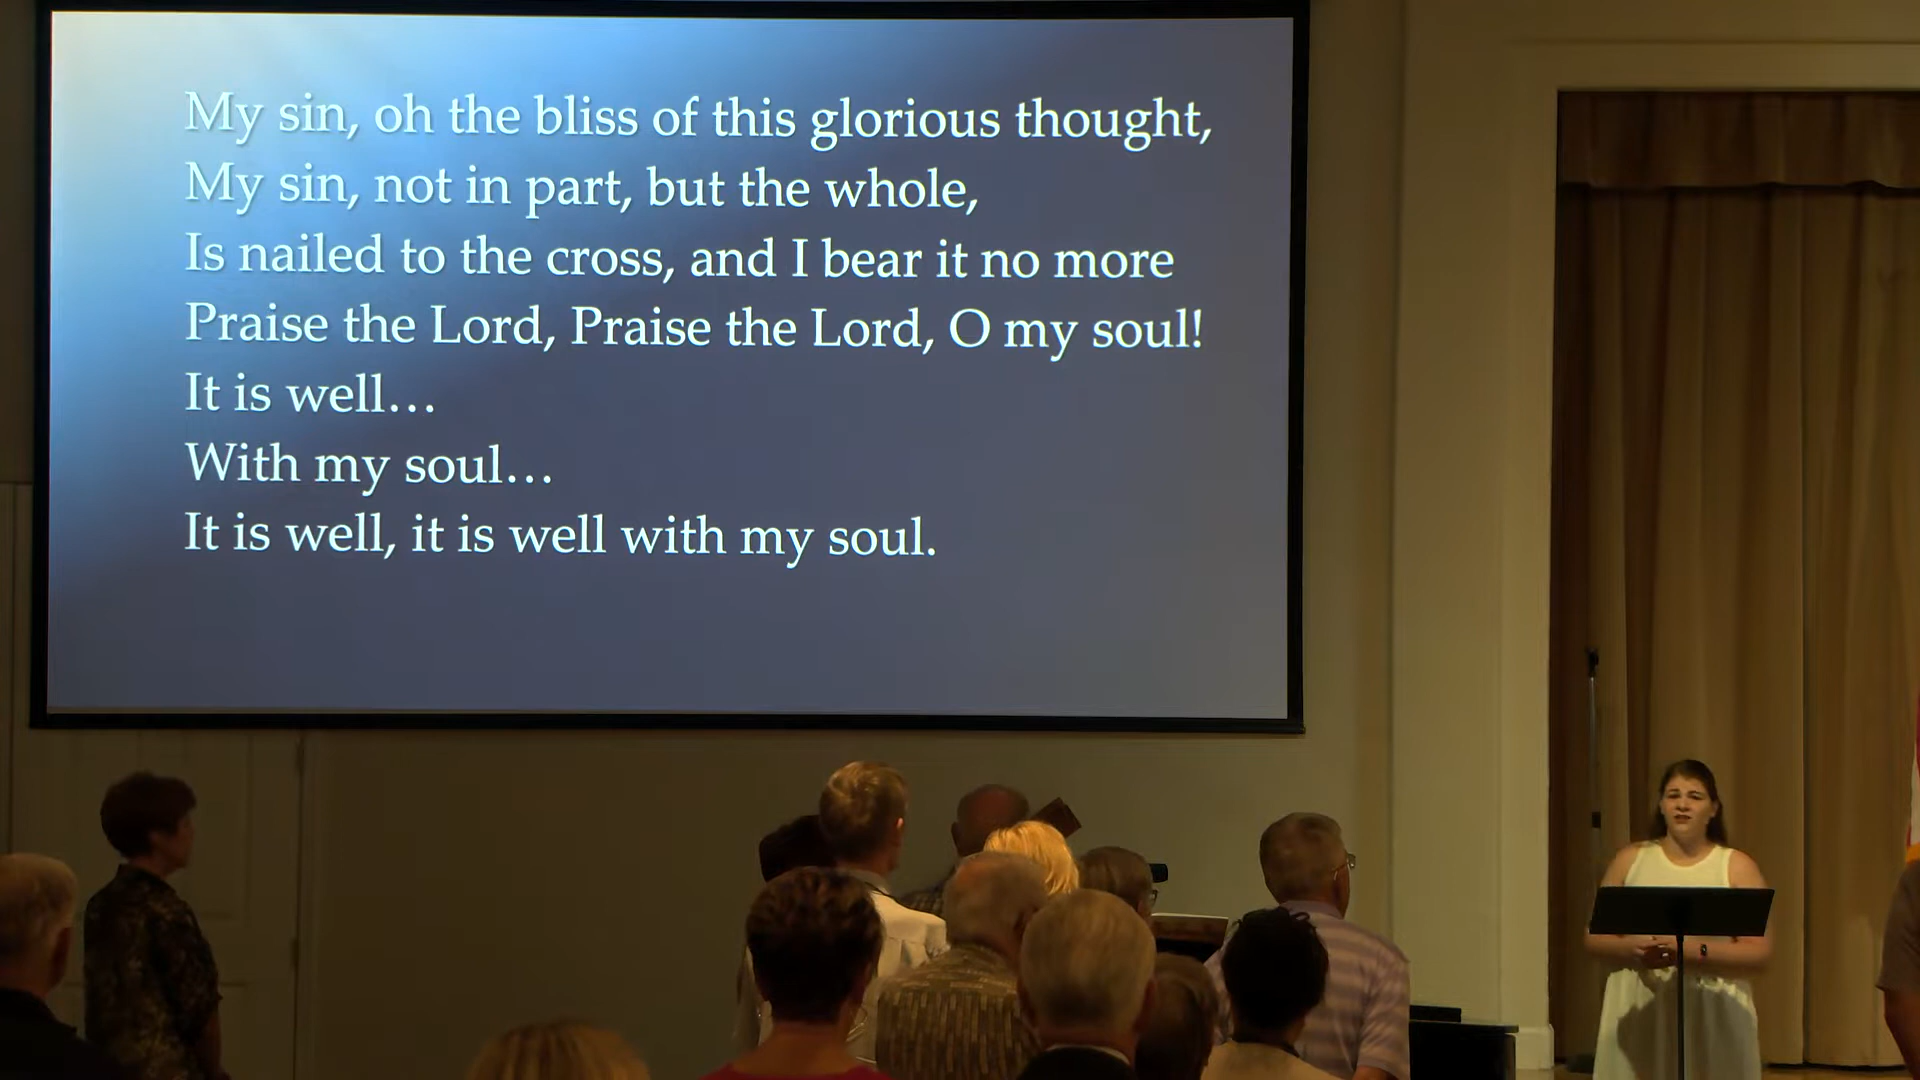 My sin, oh the bliss of this glorious thought,
My sin, not in part, but the whole,
Is nailed to the cross, and I bear it no more
Praise the Lord, Praise the Lord, O my soul!
It is well…
With my soul…
It is well, it is well with my soul.